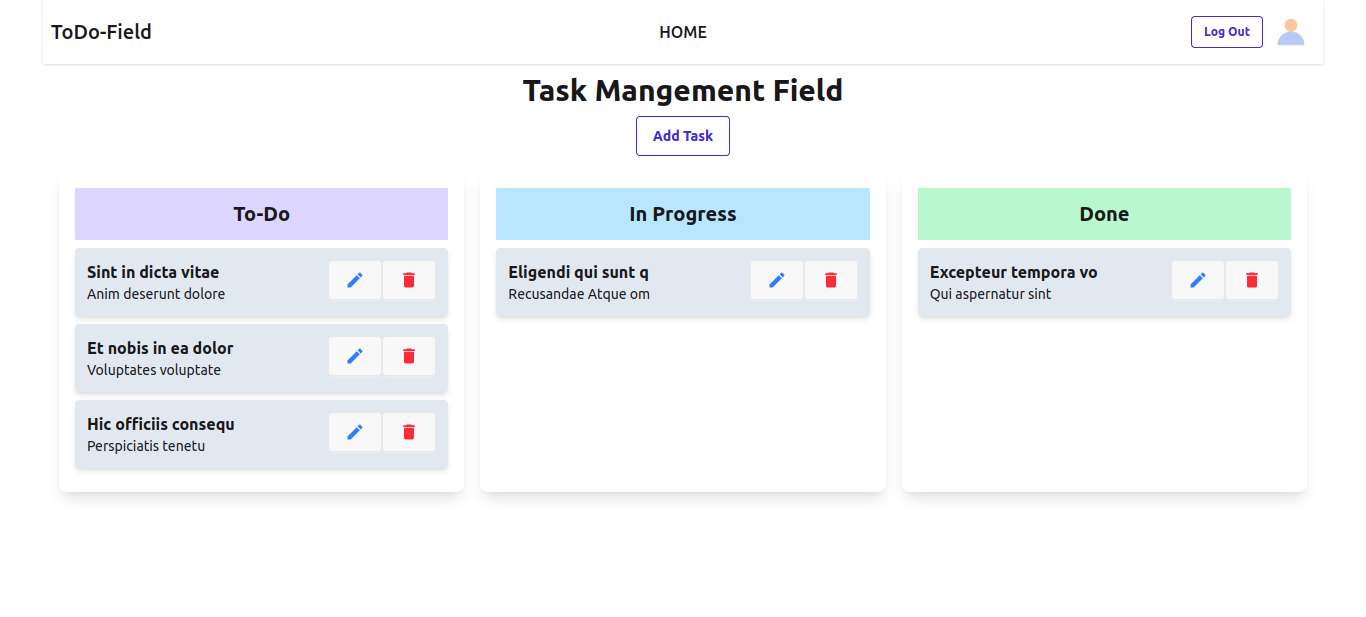 ToDo-Field
HOME
Log Out
Task Mangement Field
Add Task
To-Do
Sint in dicta vitae
Anim deserunt dolore
Et nobis in ea dolor
Voluptates voluptate
Hic officiis consequ
Perspiciatis tenetu
In Progress
Eligendi qui sunt q
Recusandae Atque om
Done
Excepteur tempora vo
Qui aspernatur sint